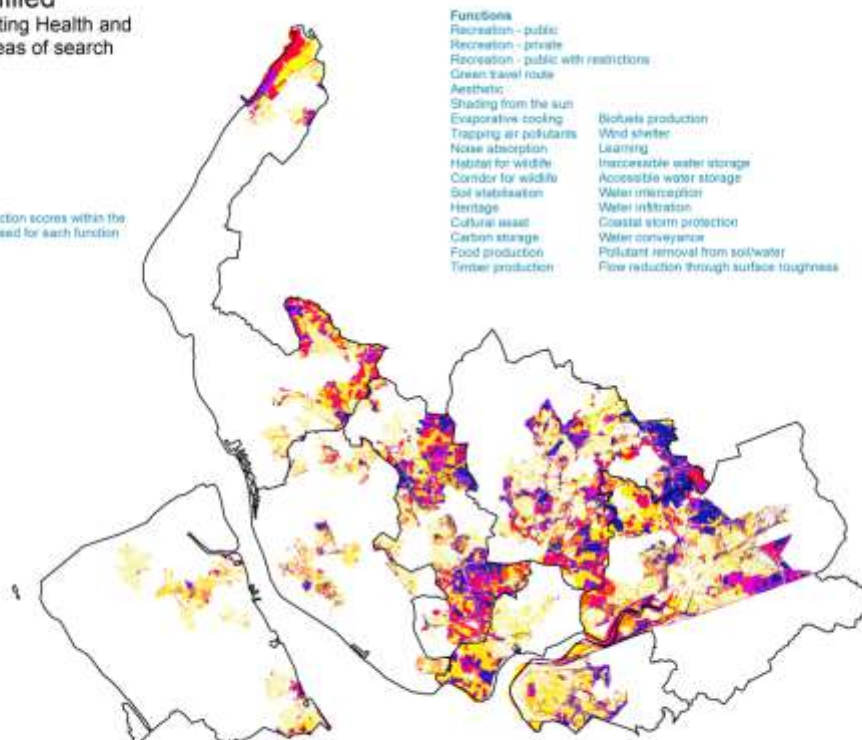 ting Health and
eas of search
ction scores within the
sed for each function
Functions
Recreation - public
Recreation - private
Recreation - public with restrictions
Green travel route
Aesthetic
Shading from the sun
Evaporative cooling
Trapping air pollutants
Noise absorption
Habitat for wildlife
Corridor for wildlife
Soil stabilisation
Heritage
Cultural asset
Carbon storage
Food production
Timber production
Biofuels production
Wind shelter
Learning
Inaccessible water storage
Accessible water storage
Water interception
Water infiltration
Coastal storm protection
Water conveyance
Pollutant removal from soil/water
Flow reduction through surface roughness